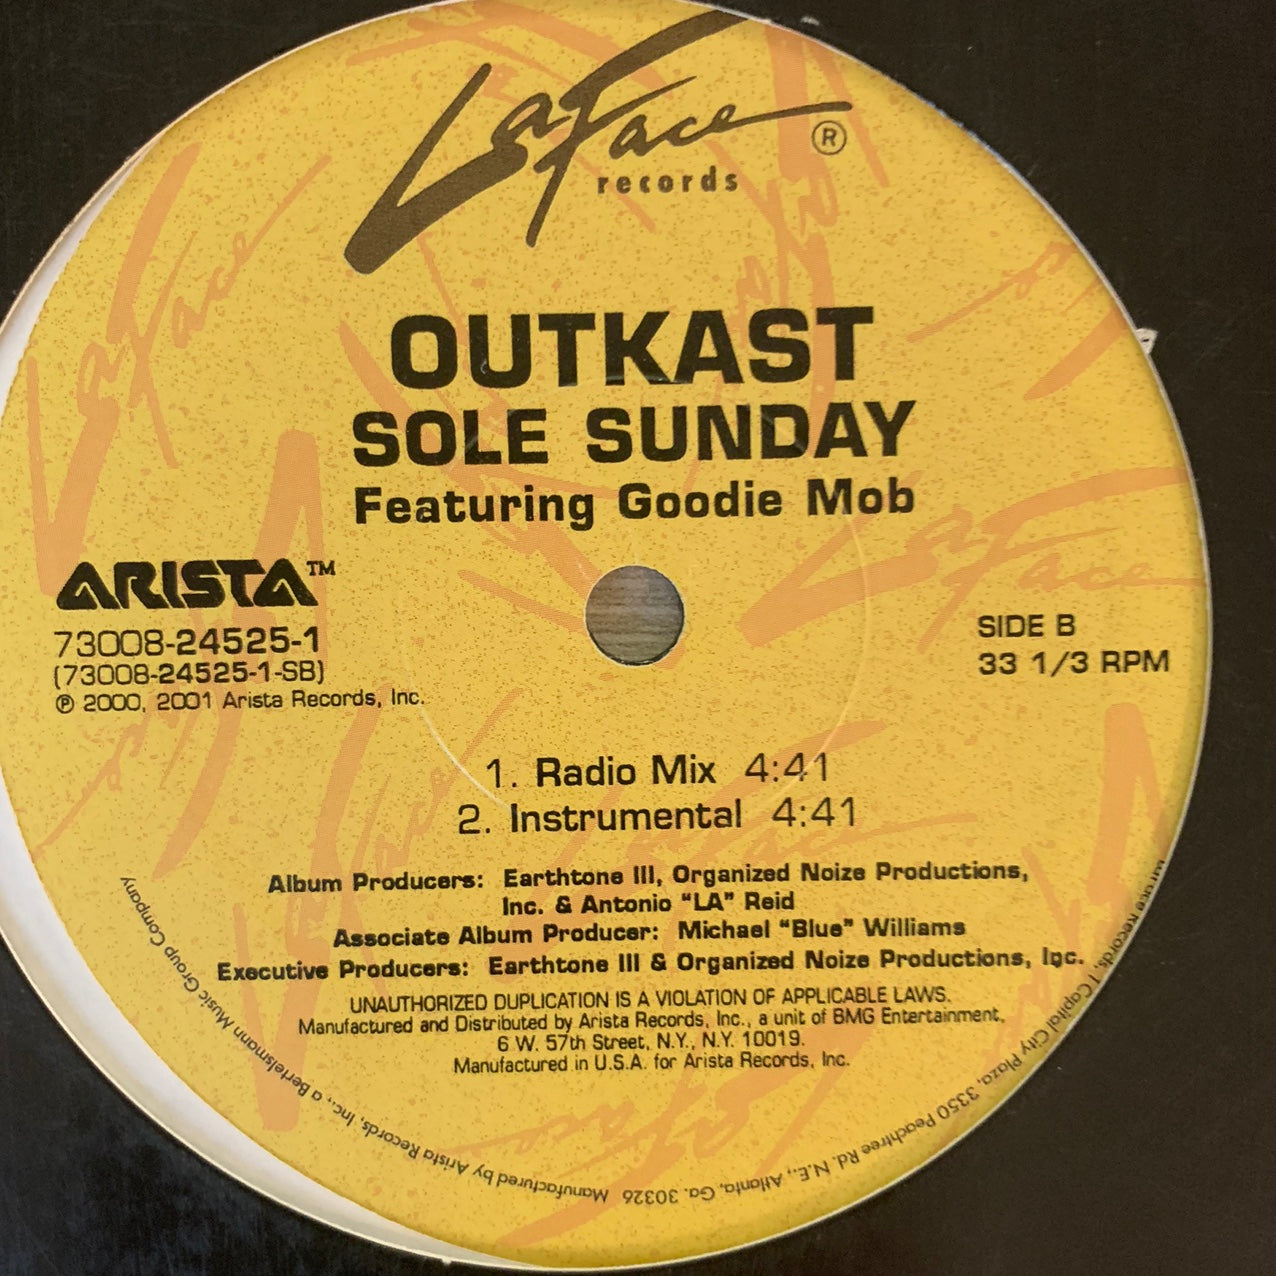 LaFace
records ®
OUTKAST
SOLE SUNDAY
Featuring Goodie Mob
ARISTA™
73008-24525-1
(73008-24525-1-SB)
℗ 2000, 2001 Arista Records, Inc.
SIDE B
33 1/3 RPM
1. Radio Mix 4:41
2. Instrumental 4:41
Album Producers: Earthtone III, Organized Noize Productions,
Inc. & Antonio "LA" Reid
Associate Album Producer: Michael "Blue" Williams
Executive Producers: Earthtone III & Organized Noize Productions, Inc.
UNAUTHORIZED DUPLICATION IS A VIOLATION OF APPLICABLE LAWS.
Manufactured and Distributed by Arista Records, Inc., a unit of BMG Entertainment,
6 W. 57th Street, N.Y., N.Y. 10019.
Manufactured in U.S.A. for Arista Records, Inc.
LaFace Records, 1 Capital City Plaza, 3350 Peachtree Rd. N.E., Atlanta, Ga. 30326 Manufactured by Arista Records, Inc., a Bertelsmann Music Group Company